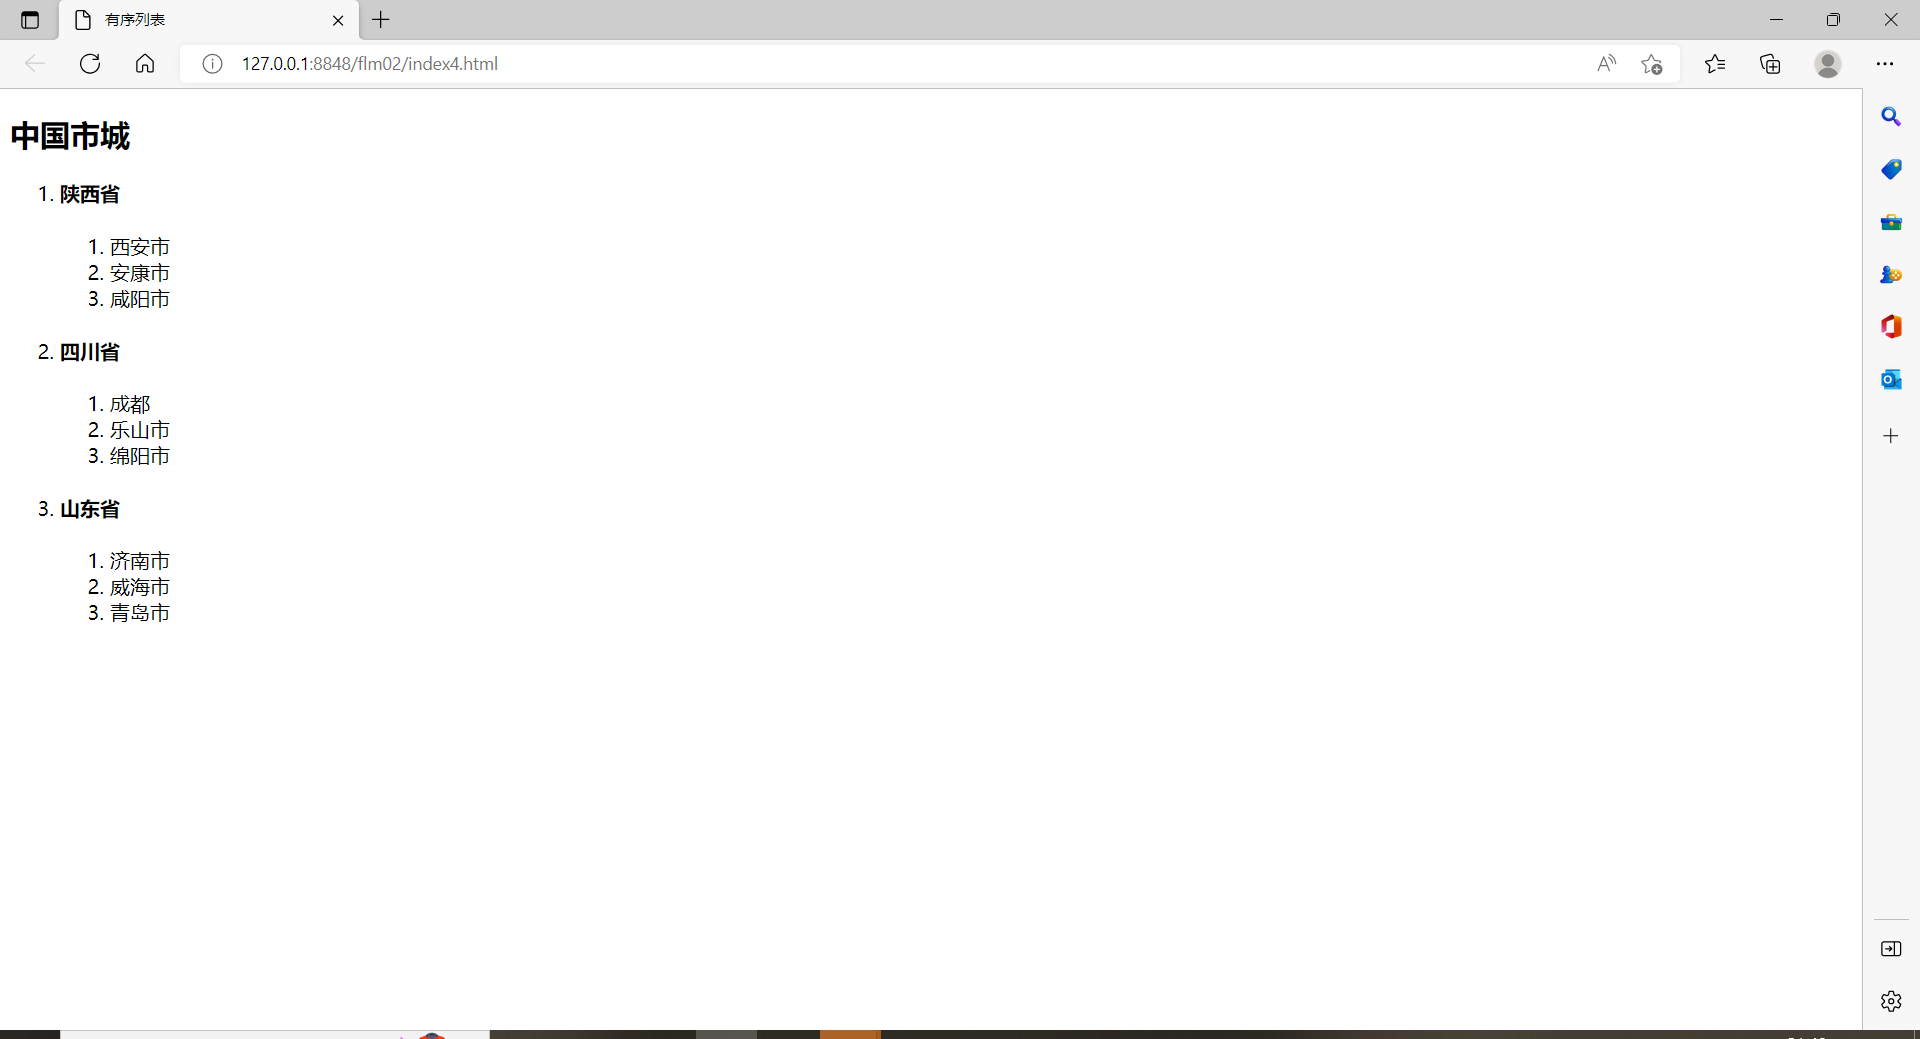 有序列表
127.0.0.1:8848/flm02/index4.html
中国市城
1. 陕西省
1. 西安市
2. 安康市
3. 咸阳市
2. 四川省
1. 成都
2. 乐山市
3. 绵阳市
3. 山东省
1. 济南市
2. 威海市
3. 青岛市